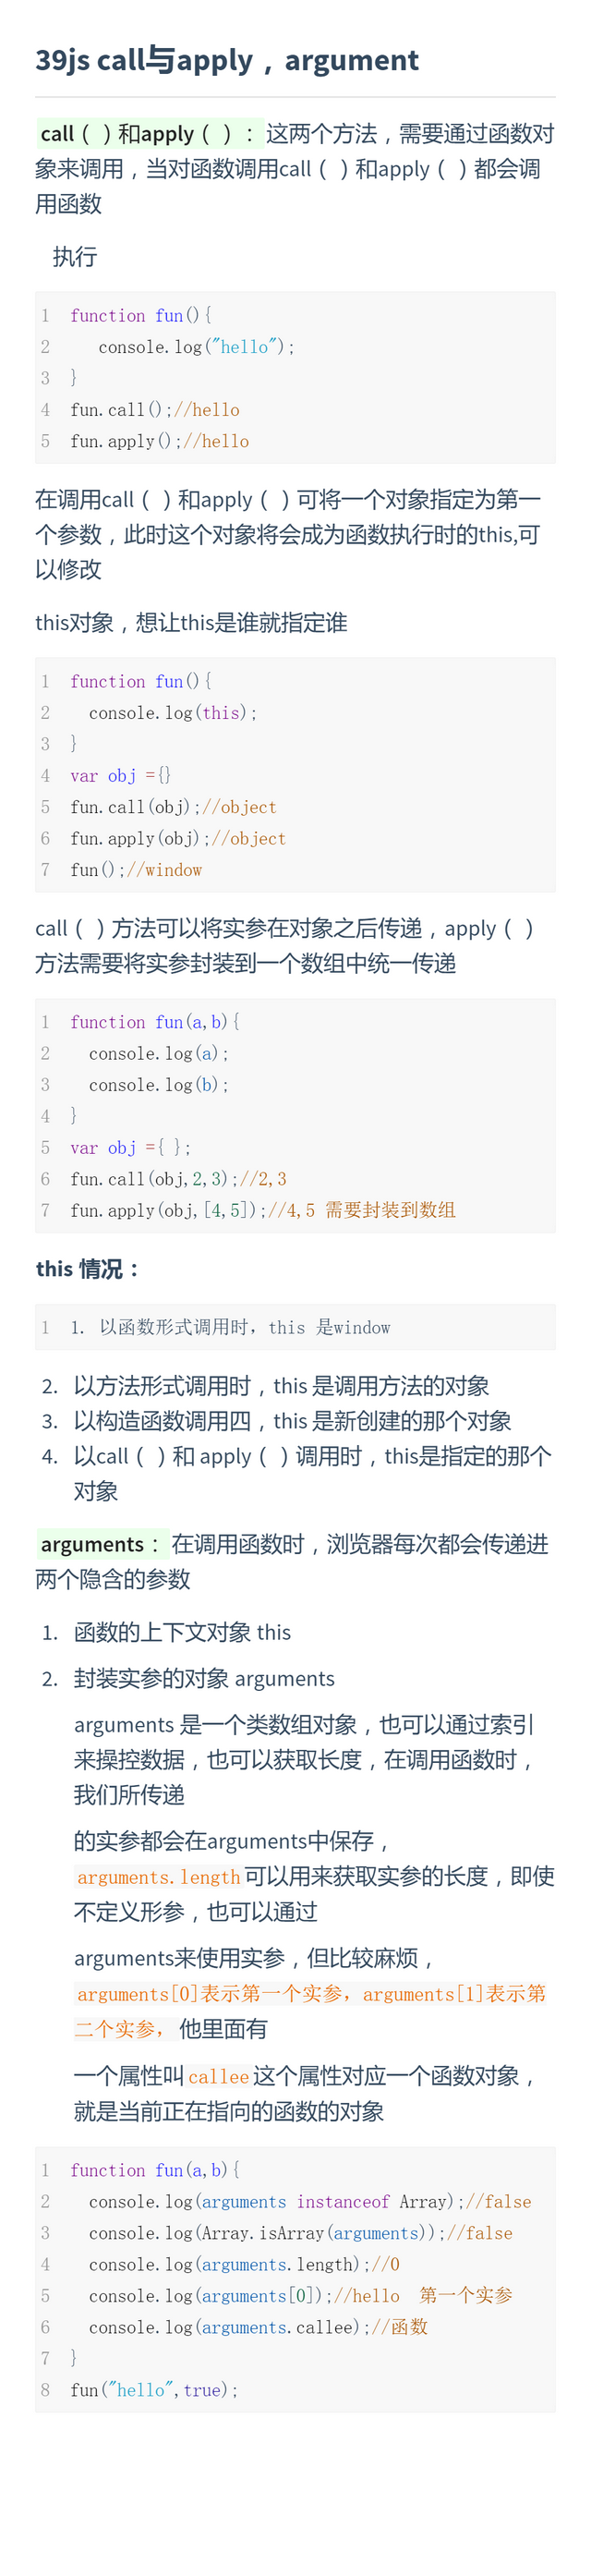 39js call与apply，argument
call（ ）和apply（ ）：这两个方法，需要通过函数对
象来调用，当对函数调用call（ ）和apply（ ）都会调
用函数
执行
1 function fun(){
2    console.log("hello");
3 }
4 fun.call();//hello
5 fun.apply();//hello
在调用call（ ）和apply（ ）可将一个对象指定为第一
个参数，此时这个对象将会成为函数执行时的this,可
以修改
this对象，想让this是谁就指定谁
1 function fun(){
2   console.log(this);
3 }
4 var obj ={}
5 fun.call(obj);//object
6 fun.apply(obj);//object
7 fun();//window
call（ ）方法可以将实参在对象之后传递，apply（ ）
方法需要将实参封装到一个数组中统一传递
1 function fun(a,b){
2   console.log(a);
3   console.log(b);
4 }
5 var obj ={ };
6 fun.call(obj,2,3);//2,3
7 fun.apply(obj,[4,5]);//4,5 需要封装到数组
this 情况：
1 1. 以函数形式调用时，this 是window
2. 以方法形式调用时，this 是调用方法的对象
3. 以构造函数调用四，this 是新创建的那个对象
4. 以call（ ）和 apply（ ）调用时，this是指定的那个
对象
arguments：在调用函数时，浏览器每次都会传递进
两个隐含的参数
1. 函数的上下文对象 this
2. 封装实参的对象 arguments
arguments 是一个类数组对象，也可以通过索引
来操控数据，也可以获取长度，在调用函数时，
我们所传递
的实参都会在arguments中保存，
arguments.length可以用来获取实参的长度，即使
不定义形参，也可以通过
arguments来使用实参，但比较麻烦，
arguments[0]表示第一个实参，arguments[1]表示第
二个实参，他里面有
一个属性叫callee这个属性对应一个函数对象，
就是当前正在指向的函数的对象
1 function fun(a,b){
2   console.log(arguments instanceof Array);//false
3   console.log(Array.isArray(arguments));//false
4   console.log(arguments.length);//0
5   console.log(arguments[0]);//hello  第一个实参
6   console.log(arguments.callee);//函数
7 }
8 fun("hello",true);